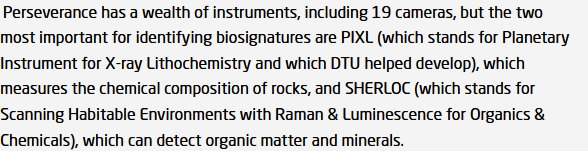 Perseverance has a wealth of instruments, including 19 cameras, but the two
most important for identifying biosignatures are PIXL (which stands for Planetary
Instrument for X-ray Lithochemistry and which DTU helped develop), which
measures the chemical composition of rocks, and SHERLOC (which stands for
Scanning Habitable Environments with Raman & Luminescence for Organics &
Chemicals), which can detect organic matter and minerals.